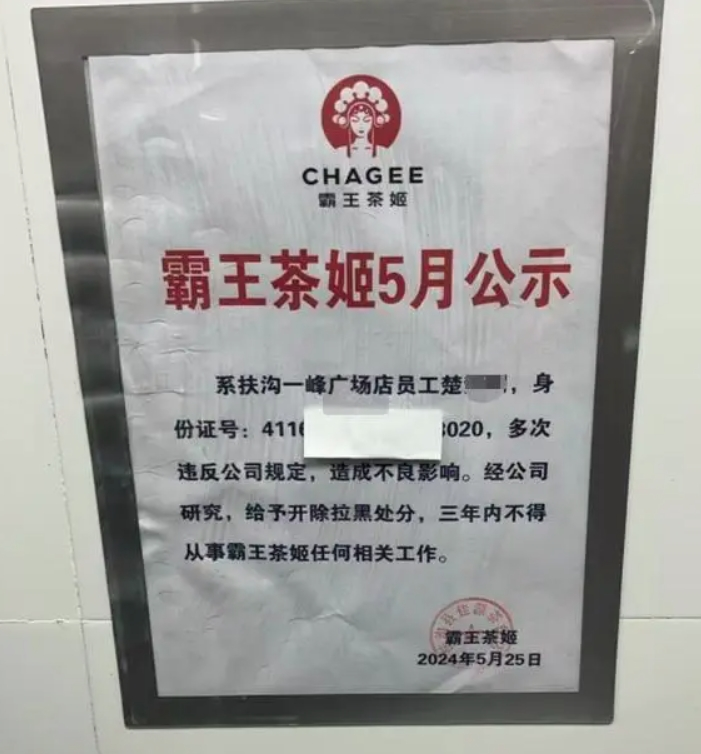 CHAGEE
霸王茶姬
霸王茶姬5月公示
系扶沟一峰广场店员工楚，身
份证号：4116 3020，多次
违反公司规定，造成不良影响。经公司
研究，给予开除拉黑处分，三年内不得
从事霸王茶姬任何相关工作。
霸王茶姬
2024年5月25日